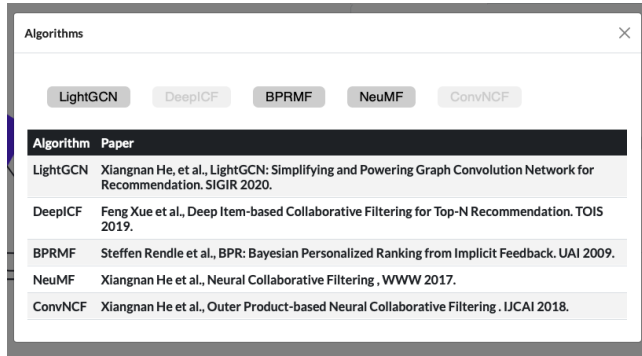 Algorithms
LightGCN DeepICF BPRMF NeuMF ConvNCF
Algorithm Paper
LightGCN Xiangnan He, et al., LightGCN: Simplifying and Powering Graph Convolution Network for
Recommendation. SIGIR 2020.
DeepICF Feng Xue et al., Deep Item-based Collaborative Filtering for Top-N Recommendation. TOIS
2019.
BPRMF Steffen Rendle et al., BPR: Bayesian Personalized Ranking from Implicit Feedback. UAI 2009.
NeuMF Xiangnan He et al., Neural Collaborative Filtering , WWW 2017.
ConvNCF Xiangnan He et al., Outer Product-based Neural Collaborative Filtering . IJCAI 2018.